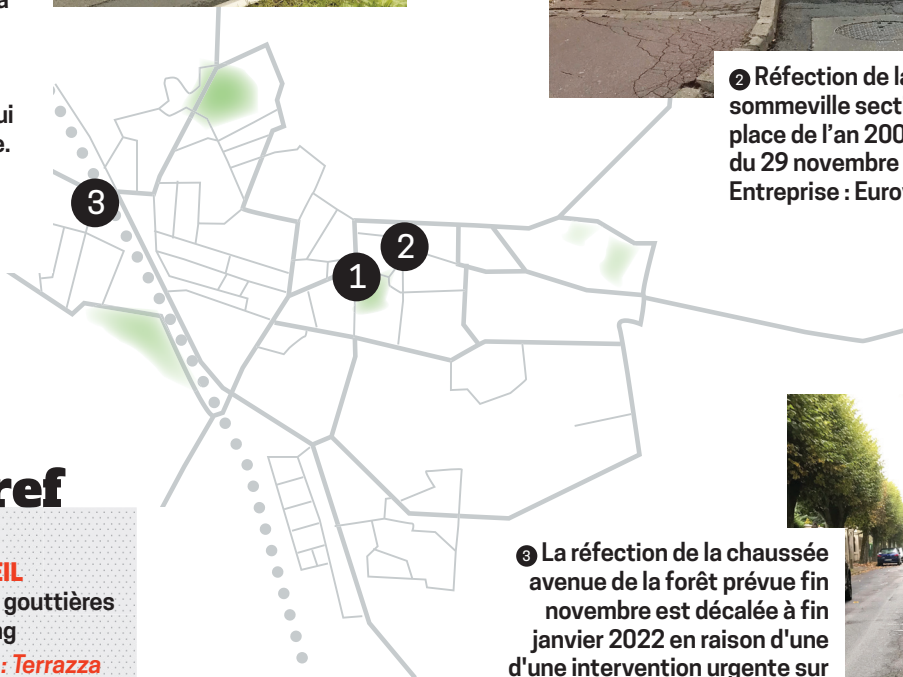 a
ui
e.
3
2
1
❷ Réfection de la
sommeville sect
place de l'an 200
du 29 novembre
Entreprise : Eurov
ref
EIL
gouttières
ng
: Terrazza
❸ La réfection de la chaussée
avenue de la forêt prévue fin
novembre est décalée à fin
janvier 2022 en raison d'une
d'une intervention urgente sur